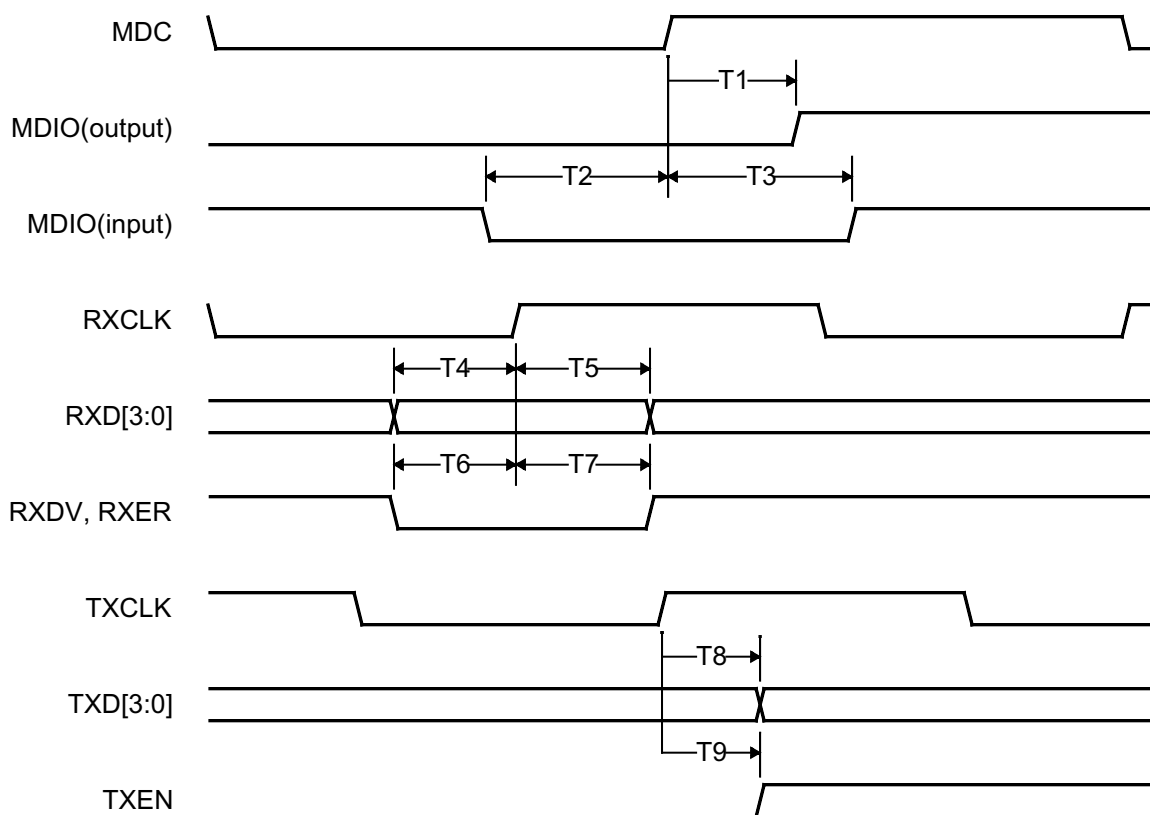 MDC
T1
MDIO(output)
T2 T3
MDIO(input)
RXCLK
T4 T5
RXD[3:0]
T6 T7
RXDV, RXER
TXCLK
T8
TXD[3:0]
T9
TXEN